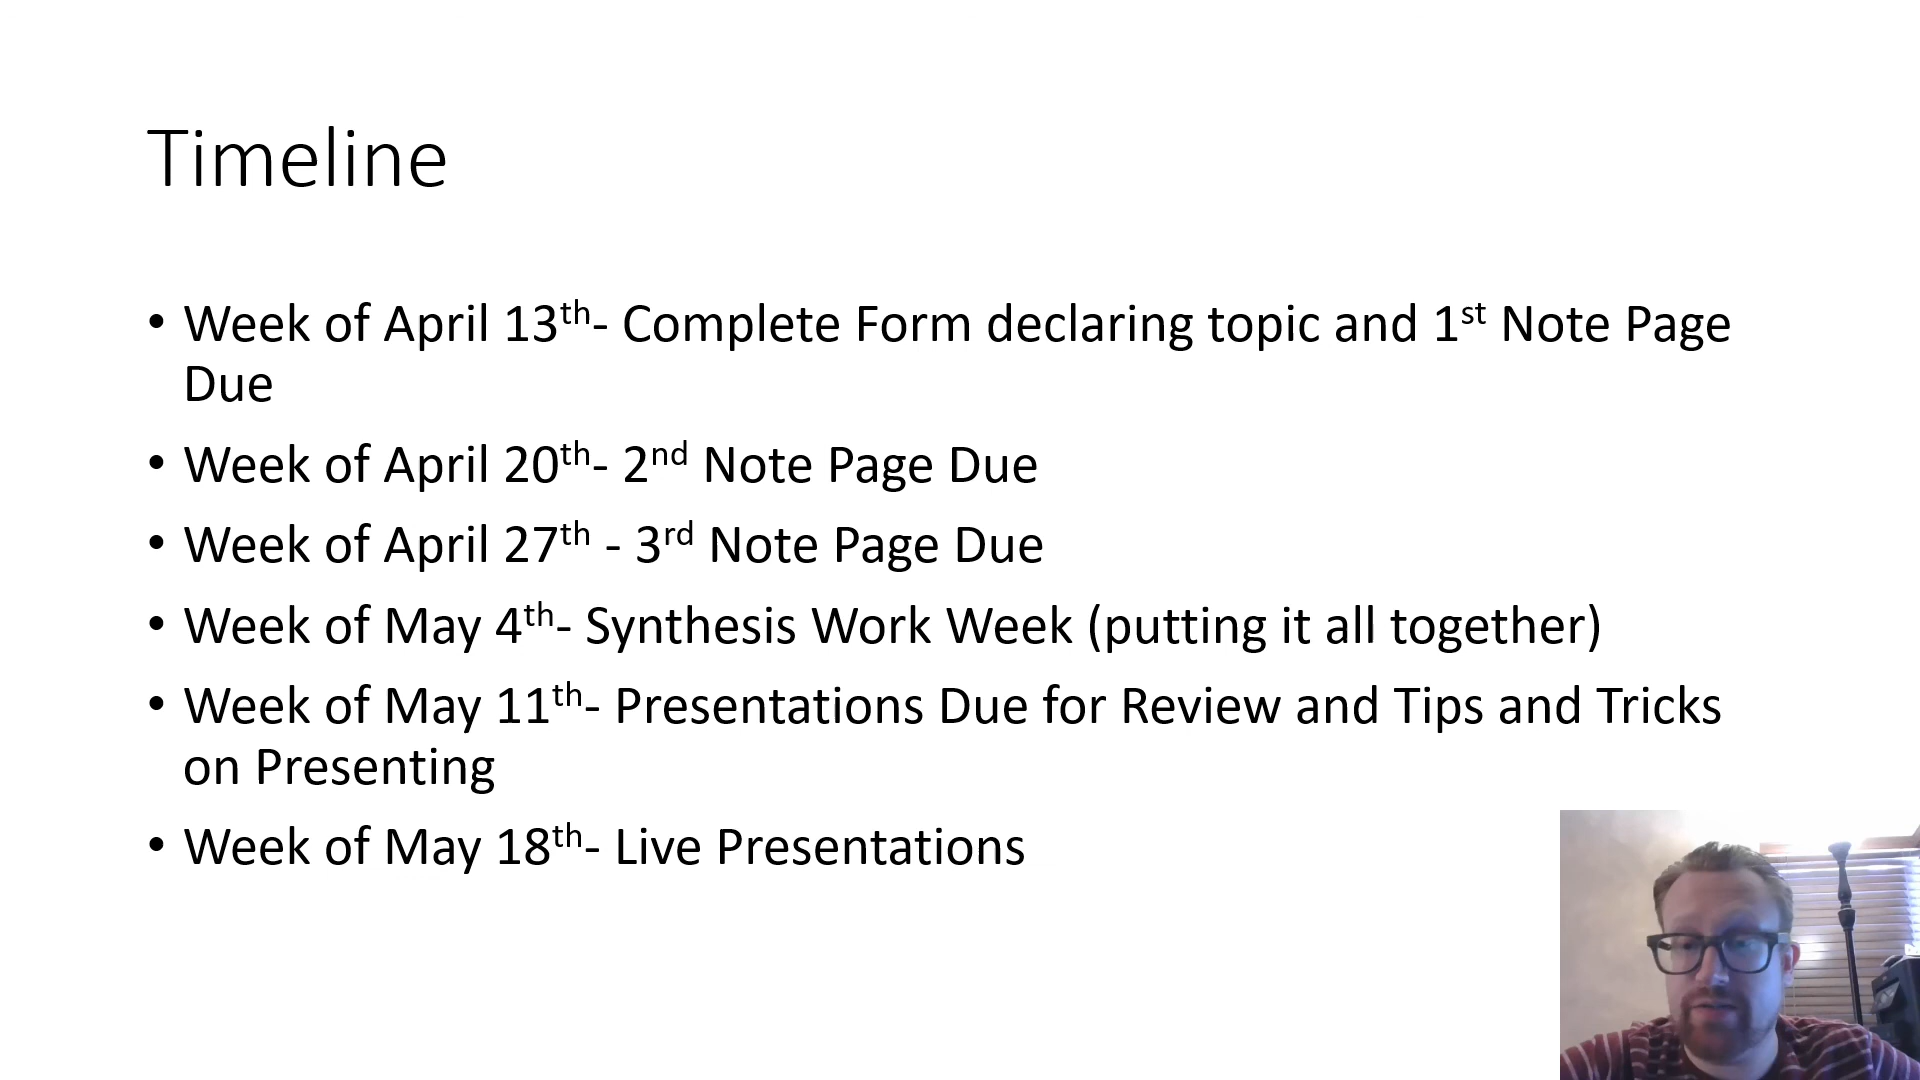 Timeline
• Week of April 13th- Complete Form declaring topic and 1st Note Page
Due
• Week of April 20th- 2nd Note Page Due
• Week of April 27th - 3rd Note Page Due
• Week of May 4th- Synthesis Work Week (putting it all together)
• Week of May 11th- Presentations Due for Review and Tips and Tricks
on Presenting
• Week of May 18th- Live Presentations